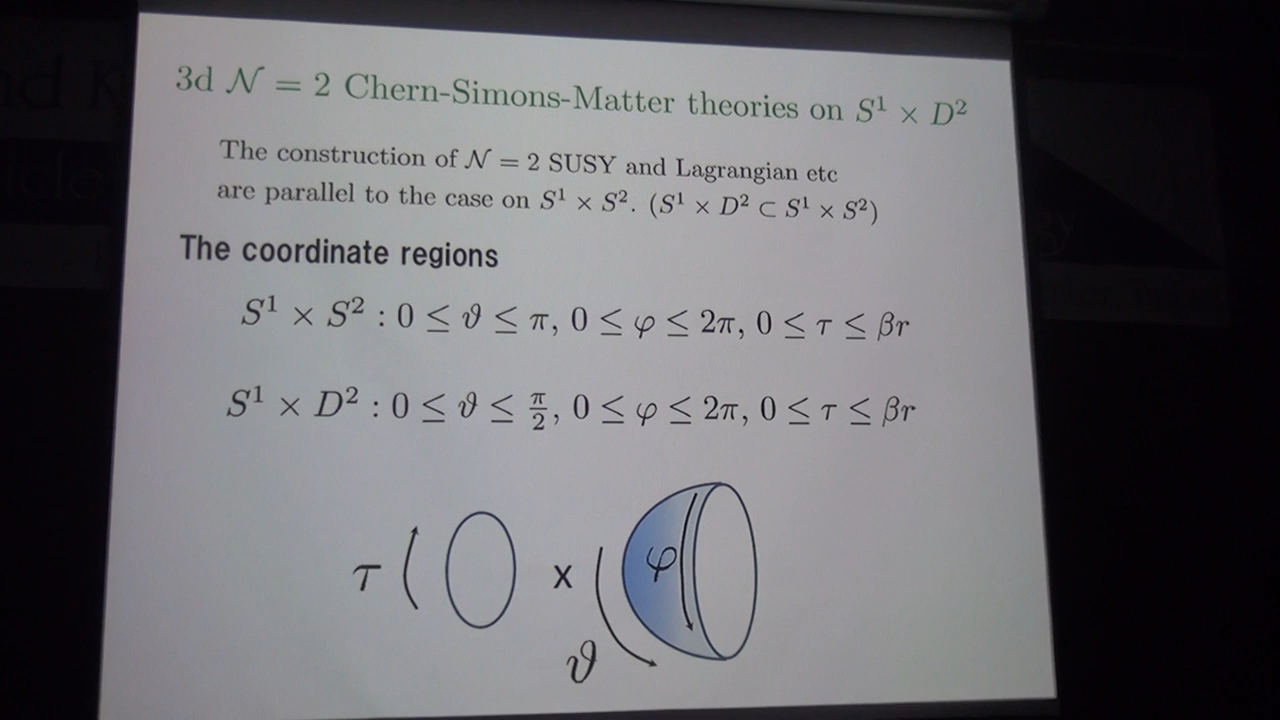 3d 𝒩 = 2 Chern-Simons-Matter theories on S¹ × D²
The construction of 𝒩 = 2 SUSY and Lagrangian etc
are parallel to the case on S¹ × S². (S¹ × D² ⊂ S¹ × S²)
The coordinate regions
S¹ × S² : 0 ≤ ϑ ≤ π, 0 ≤ φ ≤ 2π, 0 ≤ τ ≤ βr
S¹ × D² : 0 ≤ ϑ ≤ π/2, 0 ≤ φ ≤ 2π, 0 ≤ τ ≤ βr
τ x φ
ϑ